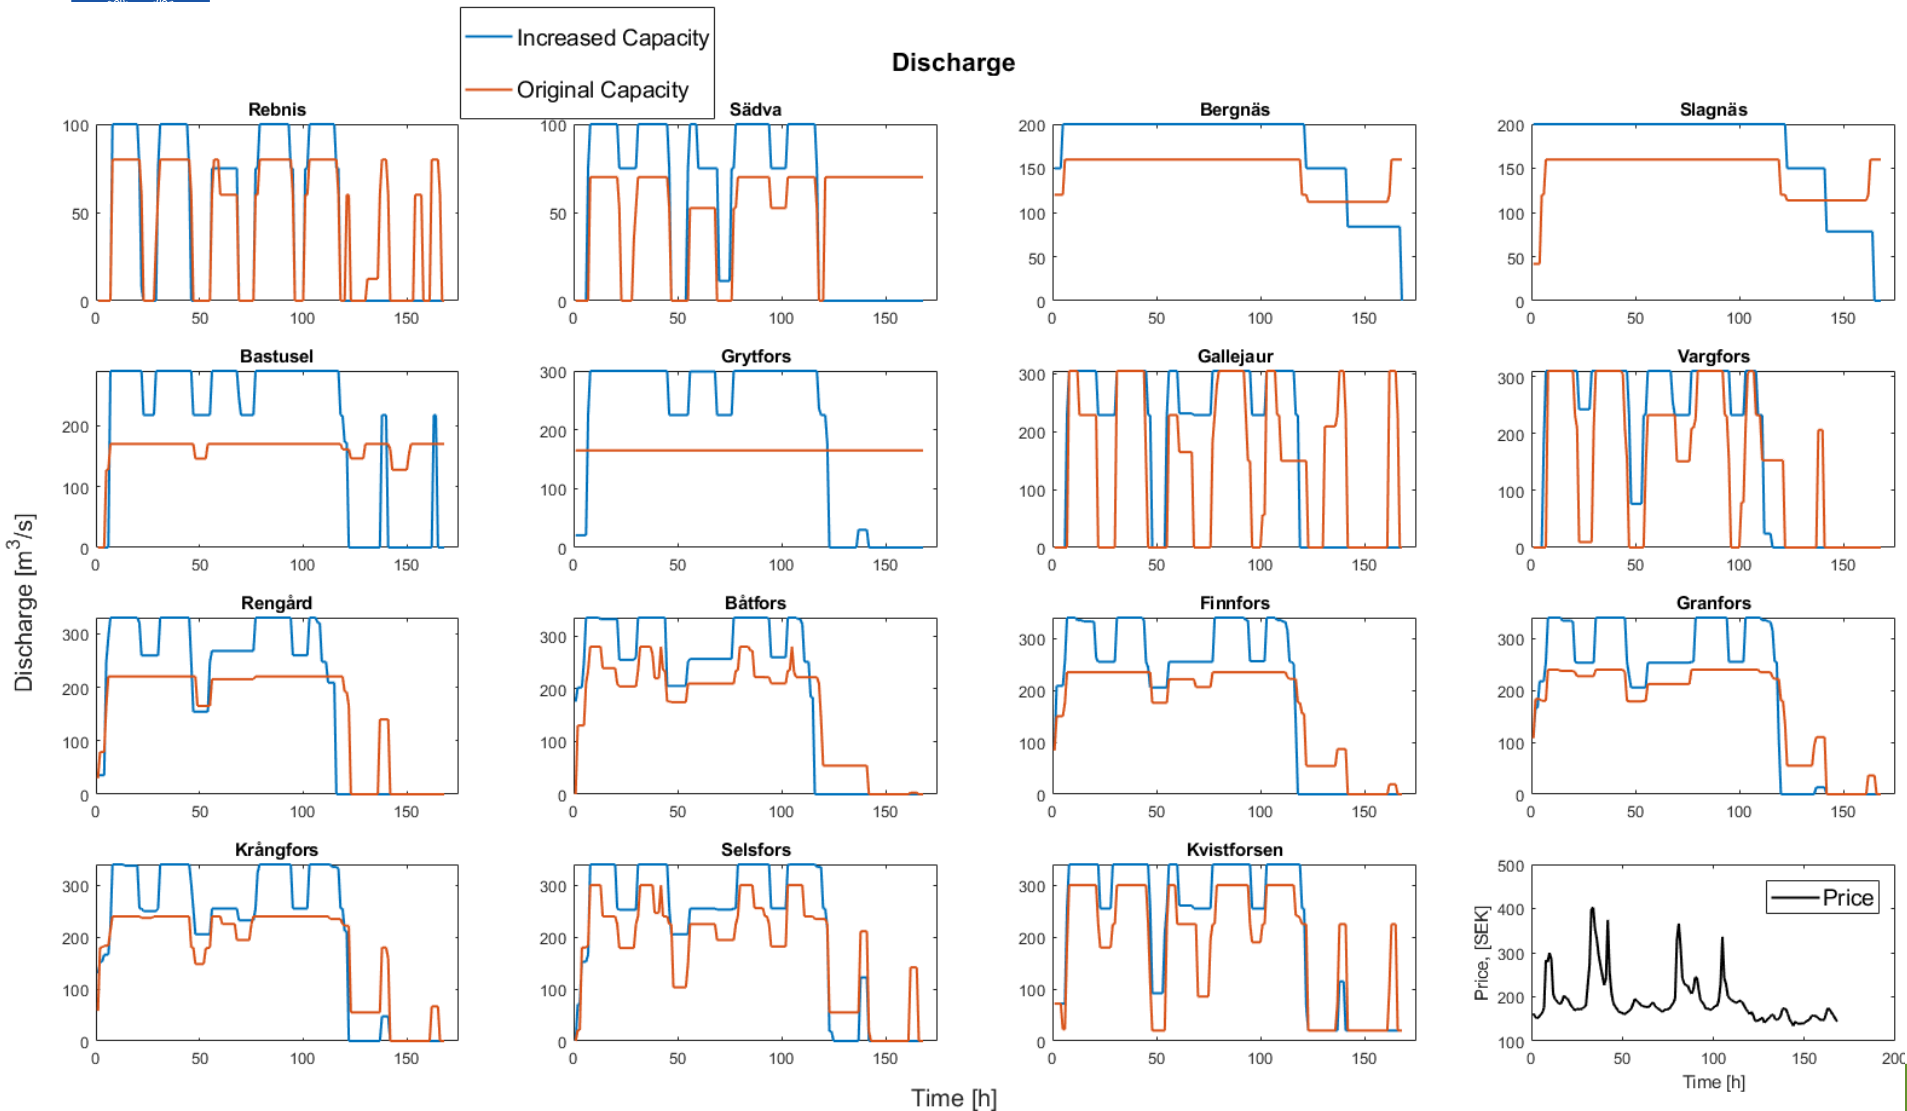 Increased Capacity
Original Capacity
Discharge
Rebnis
Sädva
Bergnäs
Slagnäs
100
50
0
0 50 100 150
100
50
0
0 50 100 150
200
150
100
50
0
0 50 100 150
200
150
100
50
0
0 50 100 150
Bastusel
Grytfors
Gallejaur
Vargfors
200
100
0
0 50 100 150
300
200
100
0
0 50 100 150
300
200
100
0
0 50 100 150
300
200
100
0
0 50 100 150
Discharge [m³/s]
Rengård
Båtfors
Finnfors
Granfors
300
200
100
0
0 50 100 150
300
200
100
0
0 50 100 150
300
200
100
0
0 50 100 150
300
200
100
0
0 50 100 150
Krångfors
Selsfors
Kvistforsen
300
200
100
0
0 50 100 150
300
200
100
0
0 50 100 150
300
200
100
0
0 50 100 150
Price, [SEK]
500
400
300
200
100
0 50 100 150 200
Price
Time [h]
Time [h]